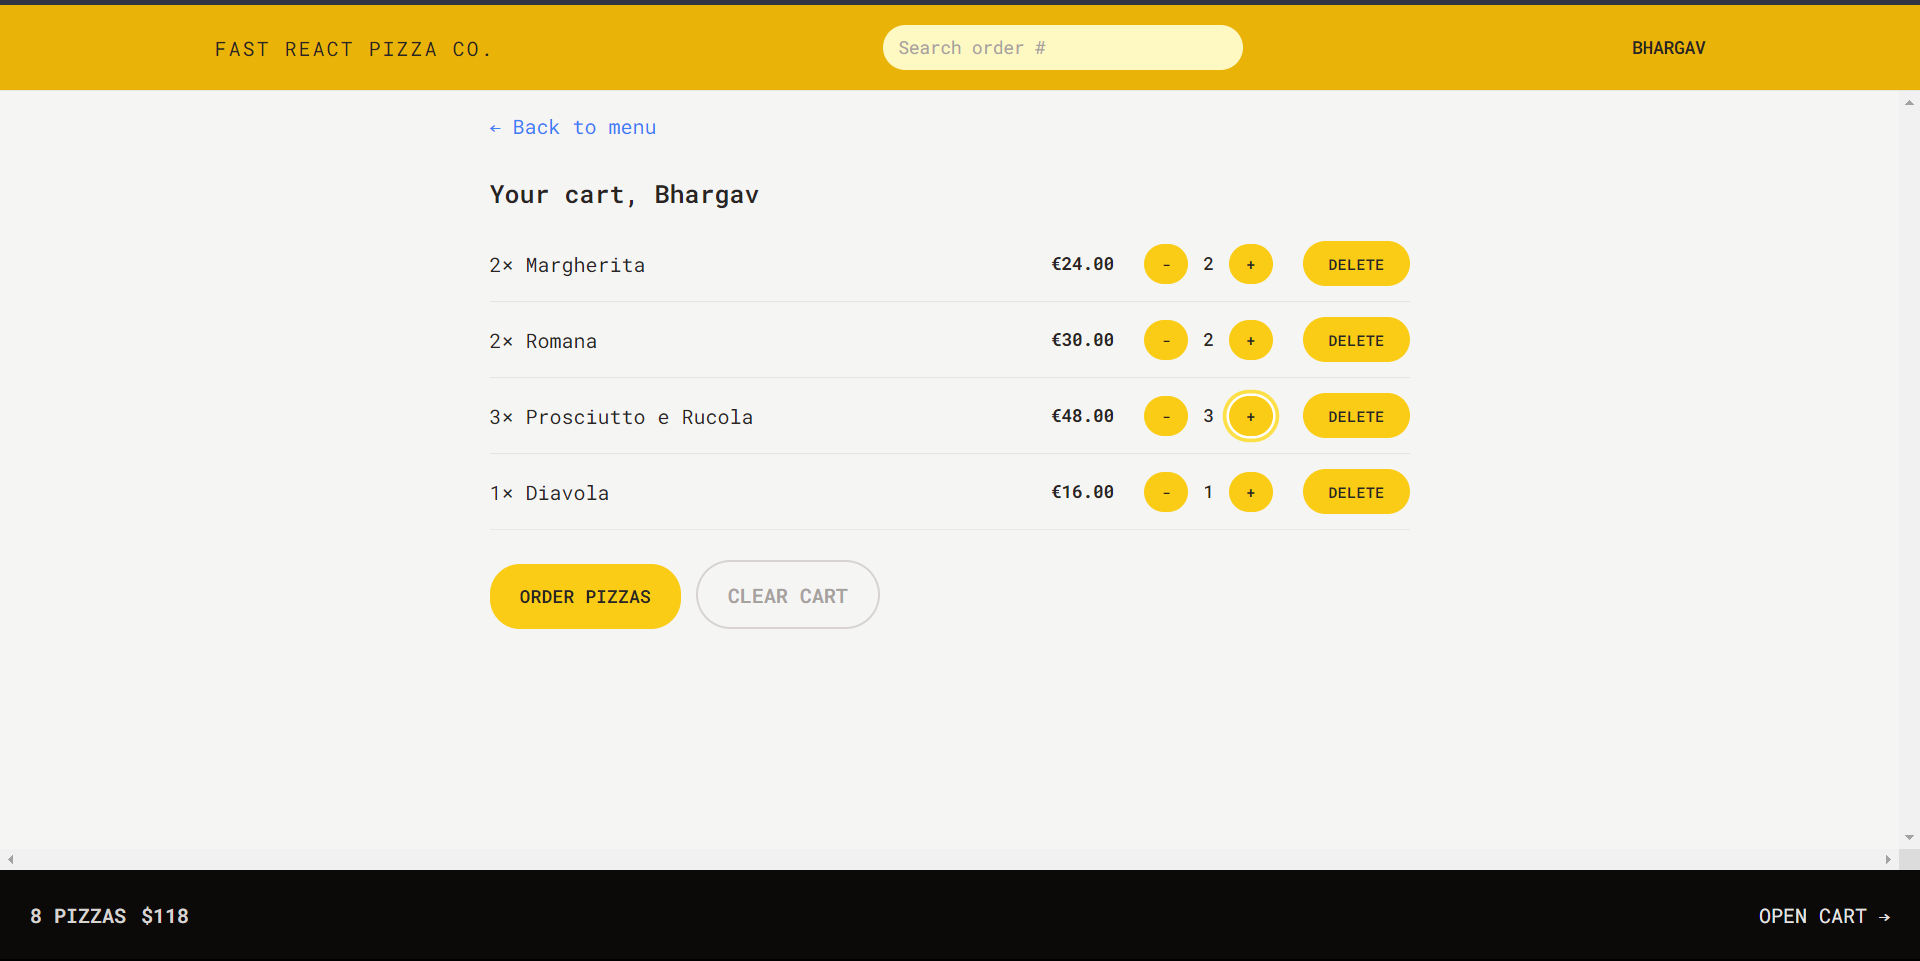 FAST REACT PIZZA CO. Search order # BHARGAV
← Back to menu
Your cart, Bhargav
2× Margherita €24.00 - 2 + DELETE
2× Romana €30.00 - 2 + DELETE
3× Prosciutto e Rucola €48.00 - 3 + DELETE
1× Diavola €16.00 - 1 + DELETE
ORDER PIZZAS CLEAR CART
8 PIZZAS $118 OPEN CART →